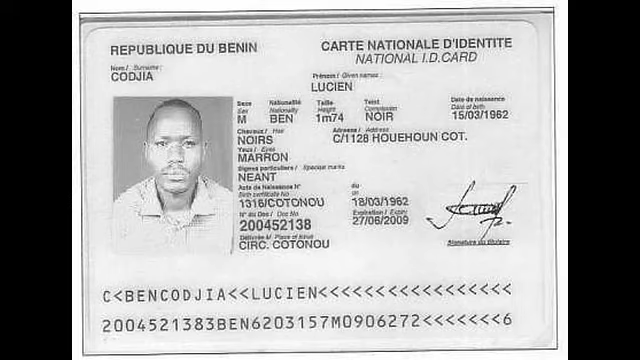 REPUBLIQUE DU BENIN
CARTE NATIONALE D'IDENTITE
NATIONAL I.D.CARD
Nom / Surname :
CODJIA
Prénom / Given names :
LUCIEN
Sexe Nationalité Taille Teint Date de naissance
Sex Nationality Height Complexion Date of birth
M BEN 1m74 NOIR 15/03/1962
Cheveux / Hair Adresse / Address
NOIRS C/1128 HOUEHOUN COT.
Yeux / Eyes
MARRON
Signes particuliers / Special marks
NEANT
Acte de Naissance N° du
Birth certificate No on
1316/COTONOU 18/03/1962
N° du Doc / Doc No Expiration / Expiry
200452138 27/06/2009
Délivrée à / Place of issue
CIRC. COTONOU
Signature du titulaire
C<BENCODJIA<<LUCIEN<<<<<<<<<<<<<<<<<
2004521383BEN6203157M0906272<<<<<<<6